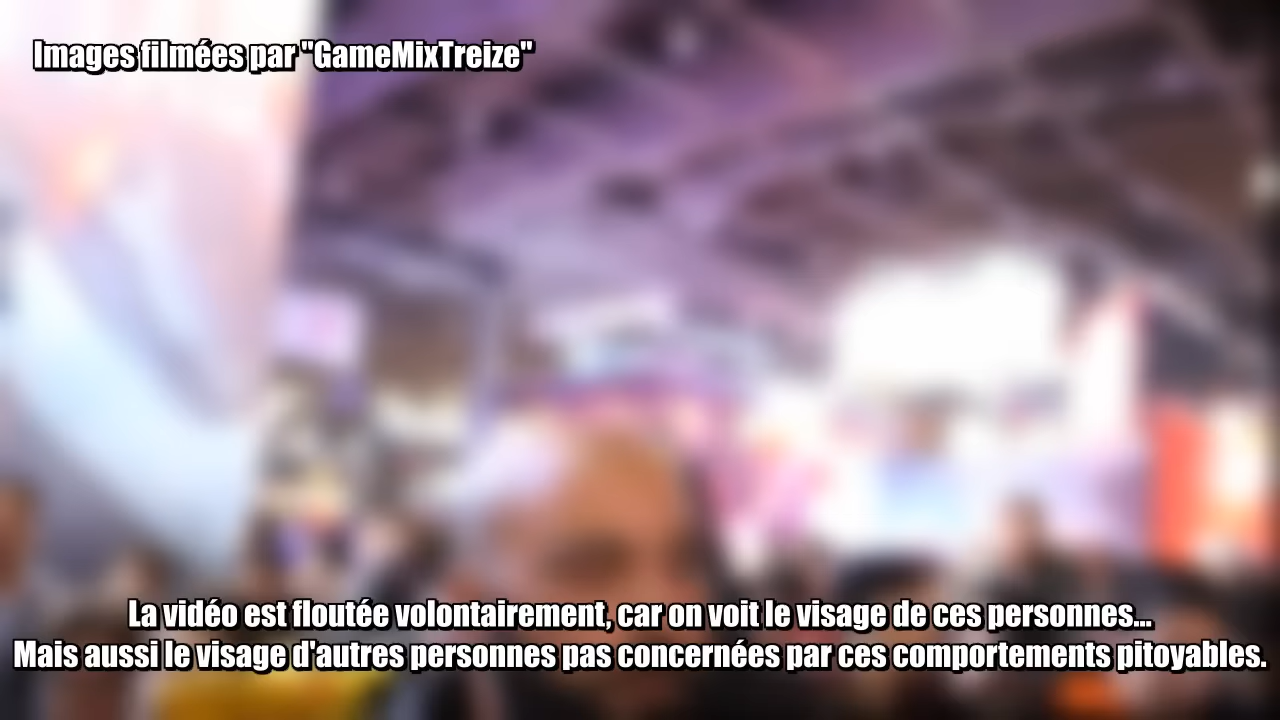 Images filmées par "GameMixTreize"
La vidéo est floutée volontairement, car on voit le visage de ces personnes...
Mais aussi le visage d'autres personnes pas concernées par ces comportements pitoyables.